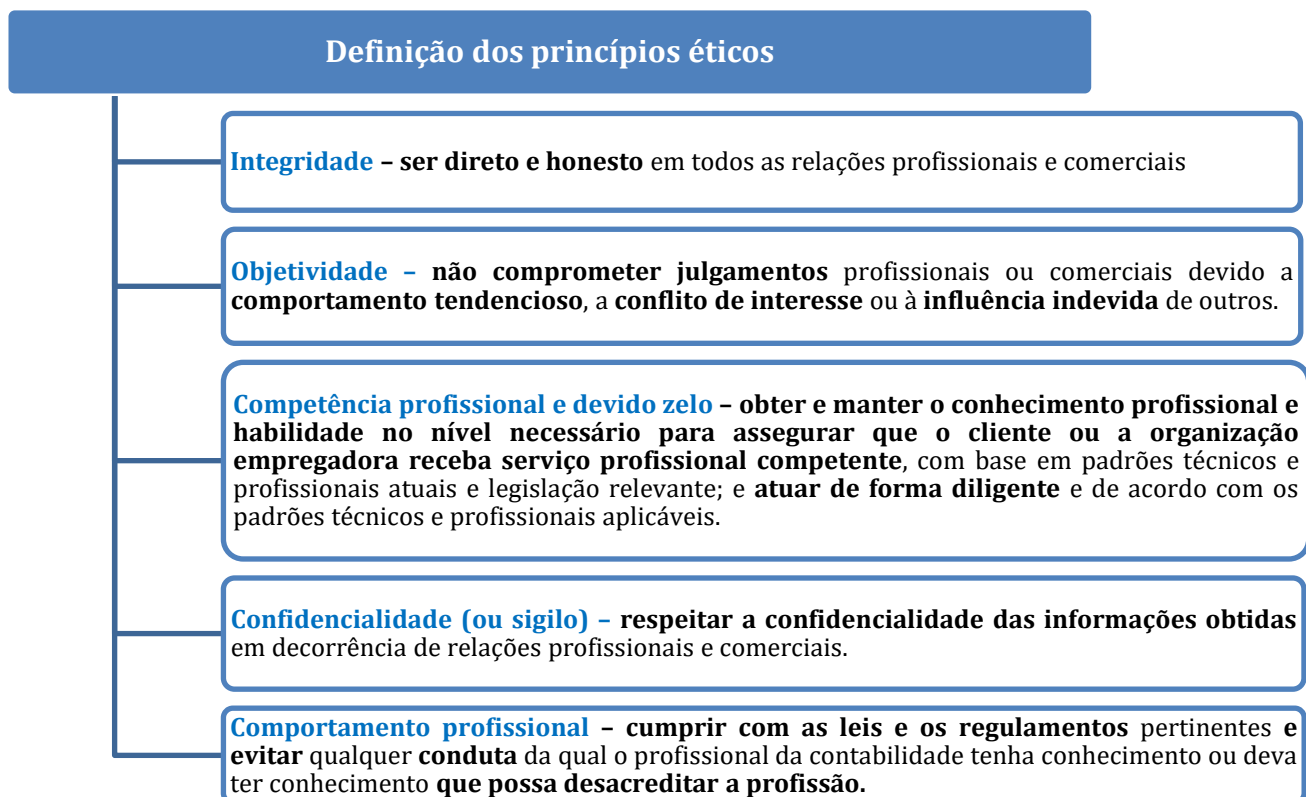 Definição dos princípios éticos
Integridade – ser direto e honesto em todos as relações profissionais e comerciais
Objetividade – não comprometer julgamentos profissionais ou comerciais devido a
comportamento tendencioso, a conflito de interesse ou à influência indevida de outros.
Competência profissional e devido zelo – obter e manter o conhecimento profissional e
habilidade no nível necessário para assegurar que o cliente ou a organização
empregadora receba serviço profissional competente, com base em padrões técnicos e
profissionais atuais e legislação relevante; e atuar de forma diligente e de acordo com os
padrões técnicos e profissionais aplicáveis.
Confidencialidade (ou sigilo) – respeitar a confidencialidade das informações obtidas
em decorrência de relações profissionais e comerciais.
Comportamento profissional – cumprir com as leis e os regulamentos pertinentes e
evitar qualquer conduta da qual o profissional da contabilidade tenha conhecimento ou deva
ter conhecimento que possa desacreditar a profissão.